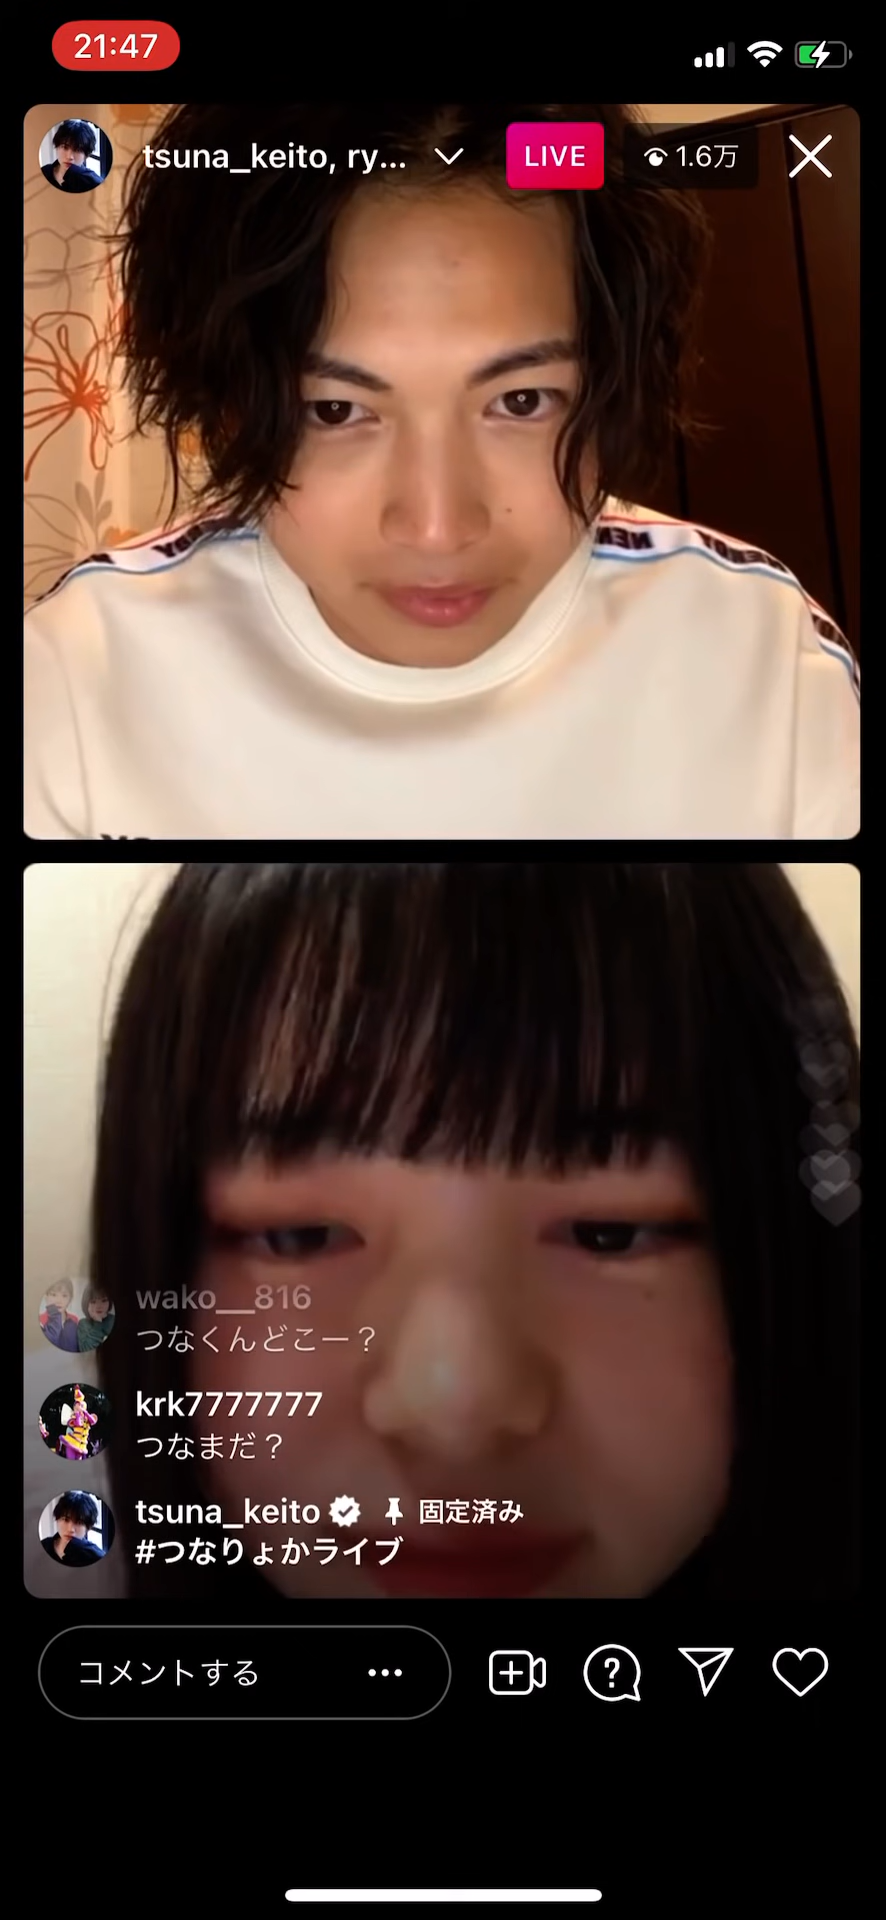 21:47
tsuna_keito, ry...
LIVE
1.6万
wako__816
つなくんどこー？
krk7777777
つなまだ？
tsuna_keito 固定済み
#つなりょかライブ
コメントする